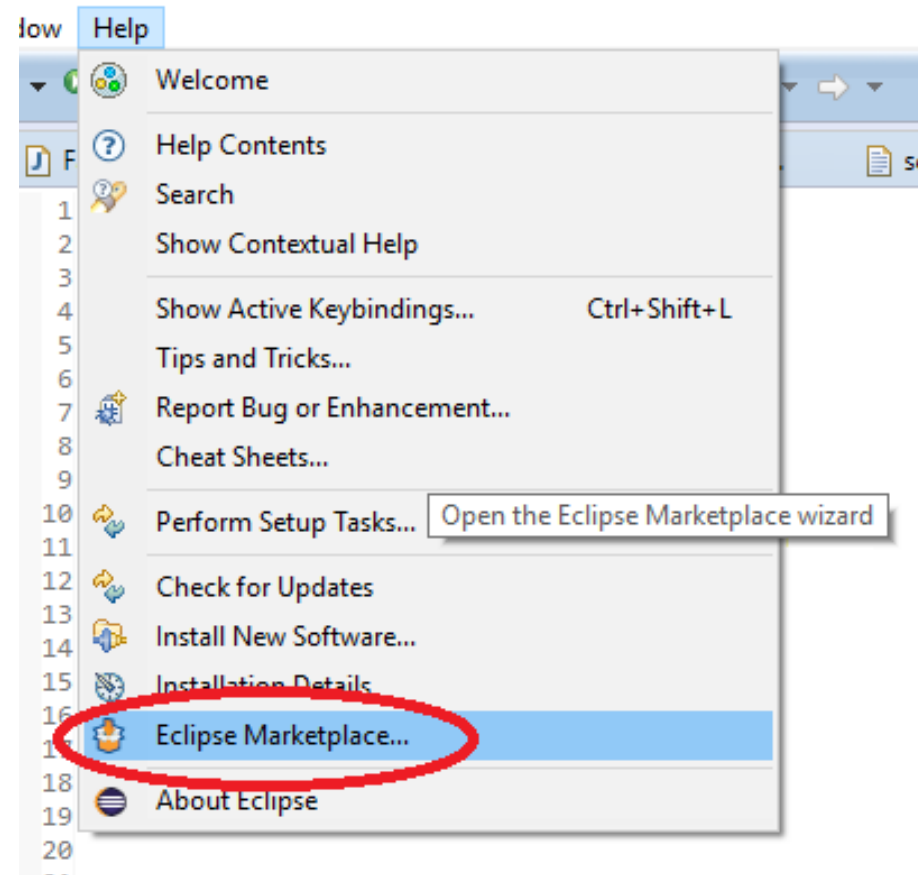 Help
Welcome
Help Contents
Search
Show Contextual Help
Show Active Keybindings... Ctrl+Shift+L
Tips and Tricks...
Report Bug or Enhancement...
Cheat Sheets...
Perform Setup Tasks...
Open the Eclipse Marketplace wizard
Check for Updates
Install New Software...
Installation Details
Eclipse Marketplace...
About Eclipse
J F
1
2
3
4
5
6
7
8
9
10
11
12
13
14
15
16
17
18
19
20